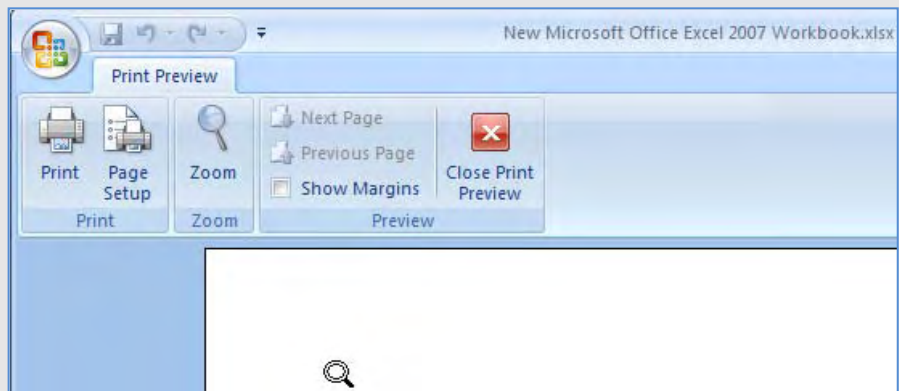 New Microsoft Office Excel 2007 Workbook.xlsx
Print Preview
Print
Page
Setup
Zoom
Next Page
Previous Page
Show Margins
Close Print
Preview
Print
Zoom
Preview